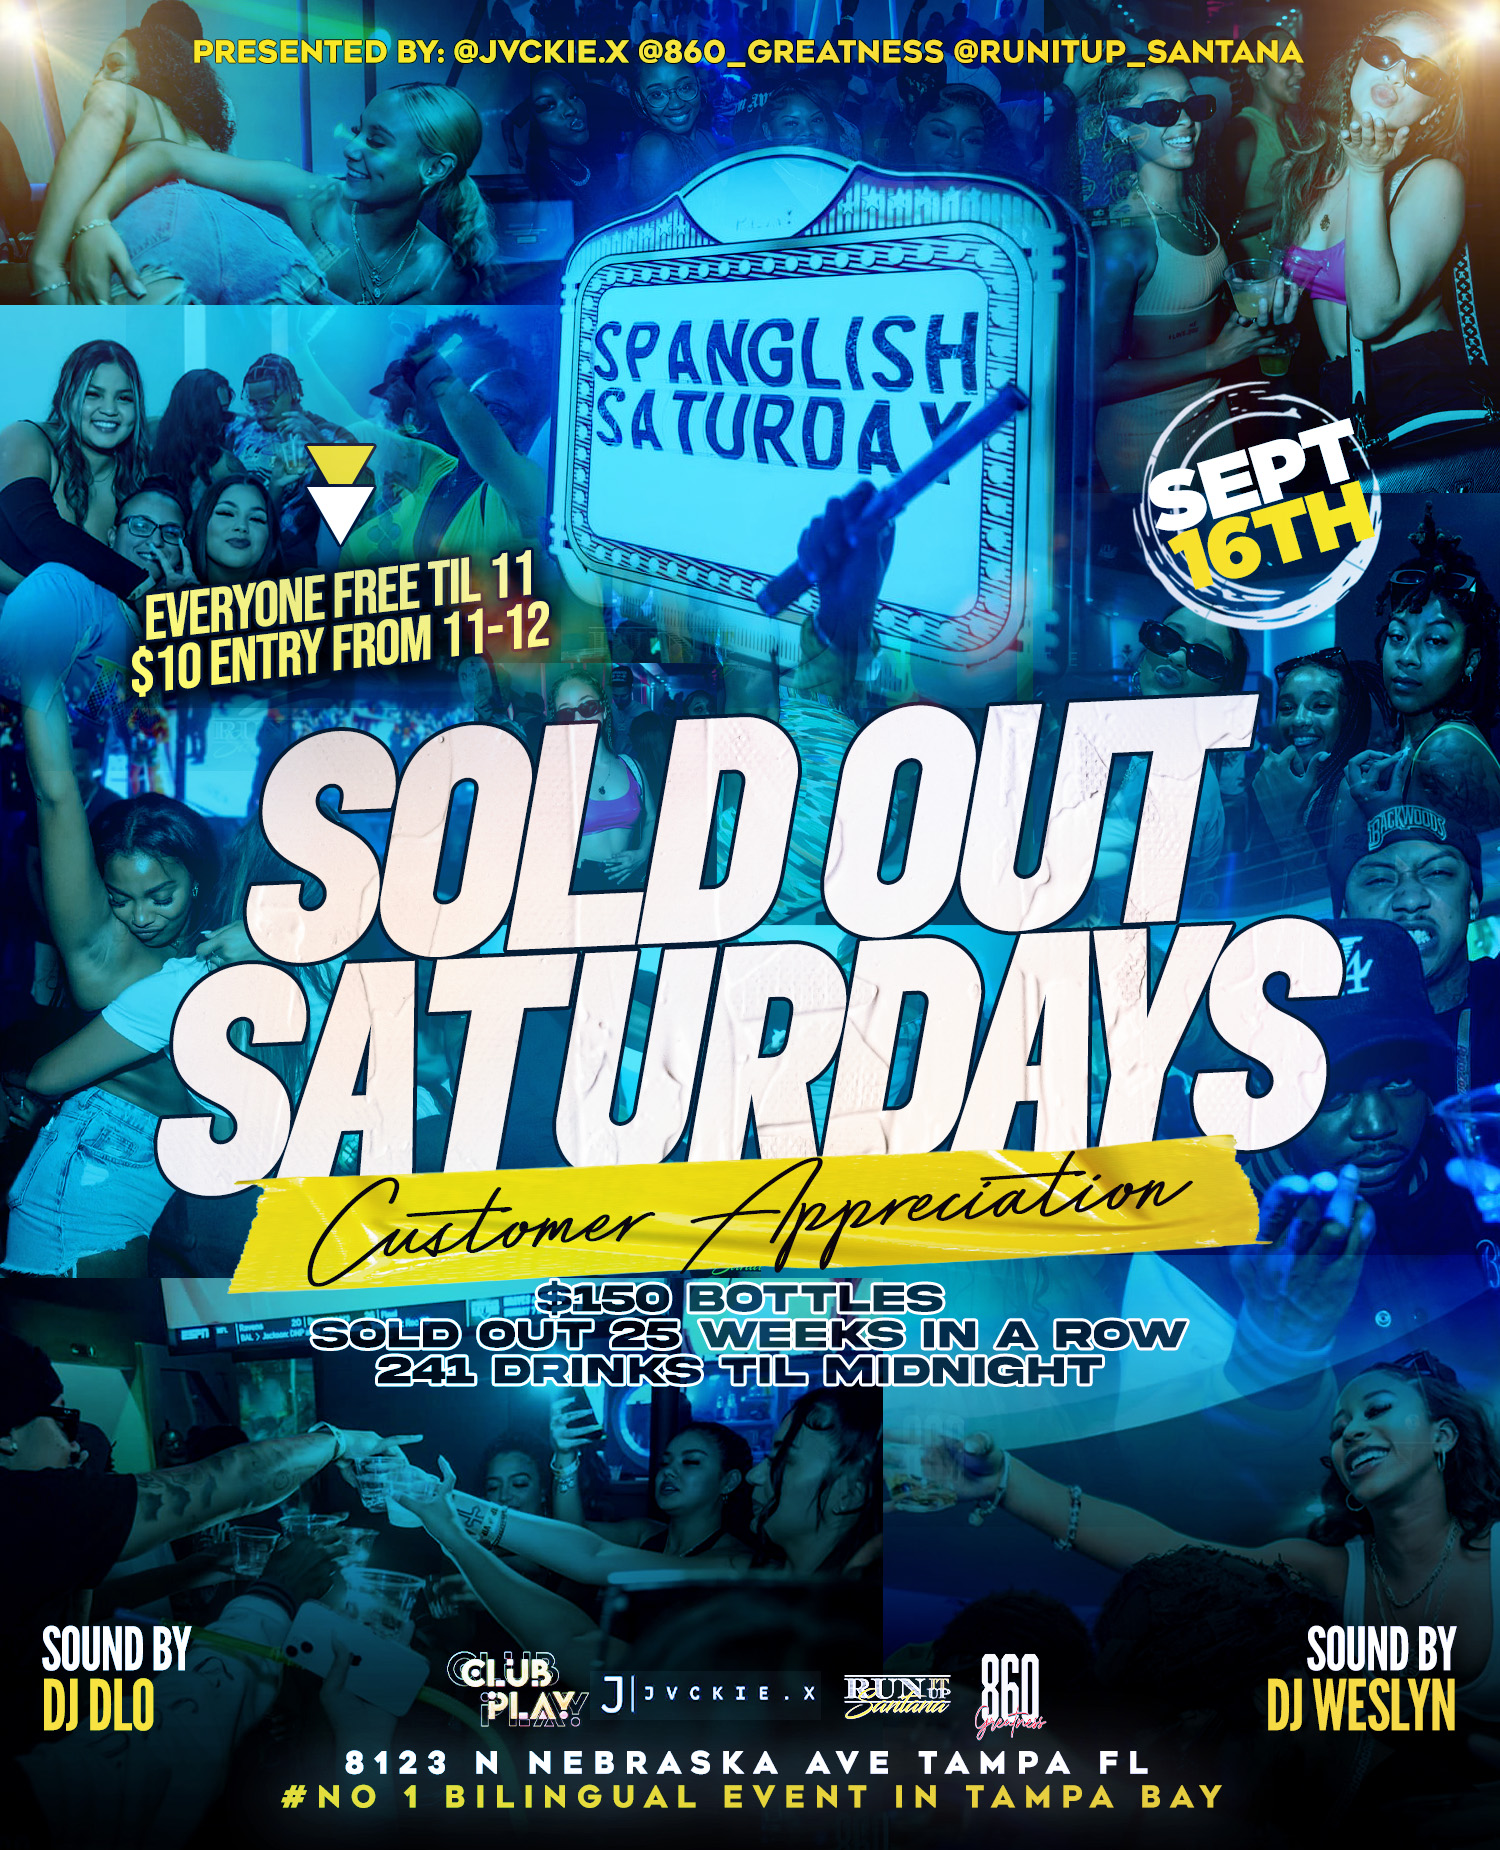 PRESENTED BY: @JVCKIE.X @860_GREATNESS @RUNITUP_SANTANA
SPANGLISH
SATURDAY
SEPT
16TH
EVERYONE FREE TIL 11
$10 ENTRY FROM 11-12
SOLD OUT
SATURDAYS
BACKWOODS
Customer Appreciation
$150 BOTTLES
SOLD OUT 25 WEEKS IN A ROW
241 DRINKS TIL MIDNIGHT
SOUND BY
DJ DLO
CLUB
PLAY
J JVCKIE.X
RUN IT UP
Santana
860
Greatness
SOUND BY
DJ WESLYN
8123 N NEBRASKA AVE TAMPA FL
#NO 1 BILINGUAL EVENT IN TAMPA BAY